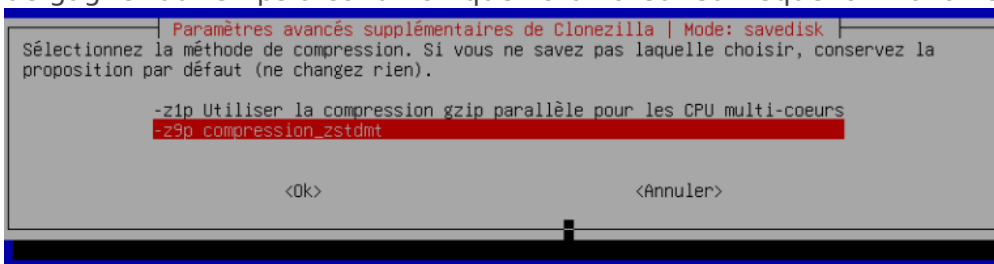 Paramètres avancés supplémentaires de Clonezilla | Mode: savedisk
Sélectionnez la méthode de compression. Si vous ne savez pas laquelle choisir, conservez la
proposition par défaut (ne changez rien).
-z1p Utiliser la compression gzip parallèle pour les CPU multi-coeurs
-z9p compression_zstdmt
<Ok> <Annuler>